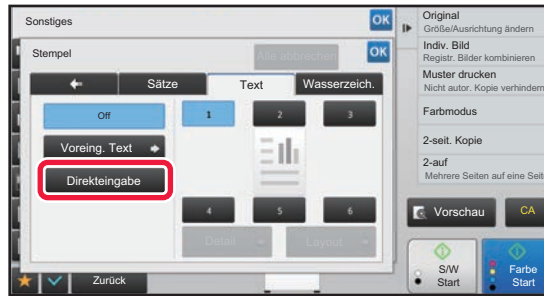 Sonstiges
OK
Stempel
Alle abbrechen
OK
Sätze
Text
Wasserzeich.
Off
Voreing. Text
Direkteingabe
1
2
3
4
5
6
Detail
Layout
Zurück
Original
Größe/Ausrichtung ändern
Indiv. Bild
Registr. Bilder kombinieren
Muster drucken
Nicht autor. Kopie verhindern
Farbmodus
2-seit. Kopie
2-auf
Mehrere Seiten auf eine Seit
Vorschau
CA
S/W
Start
Farbe
Start